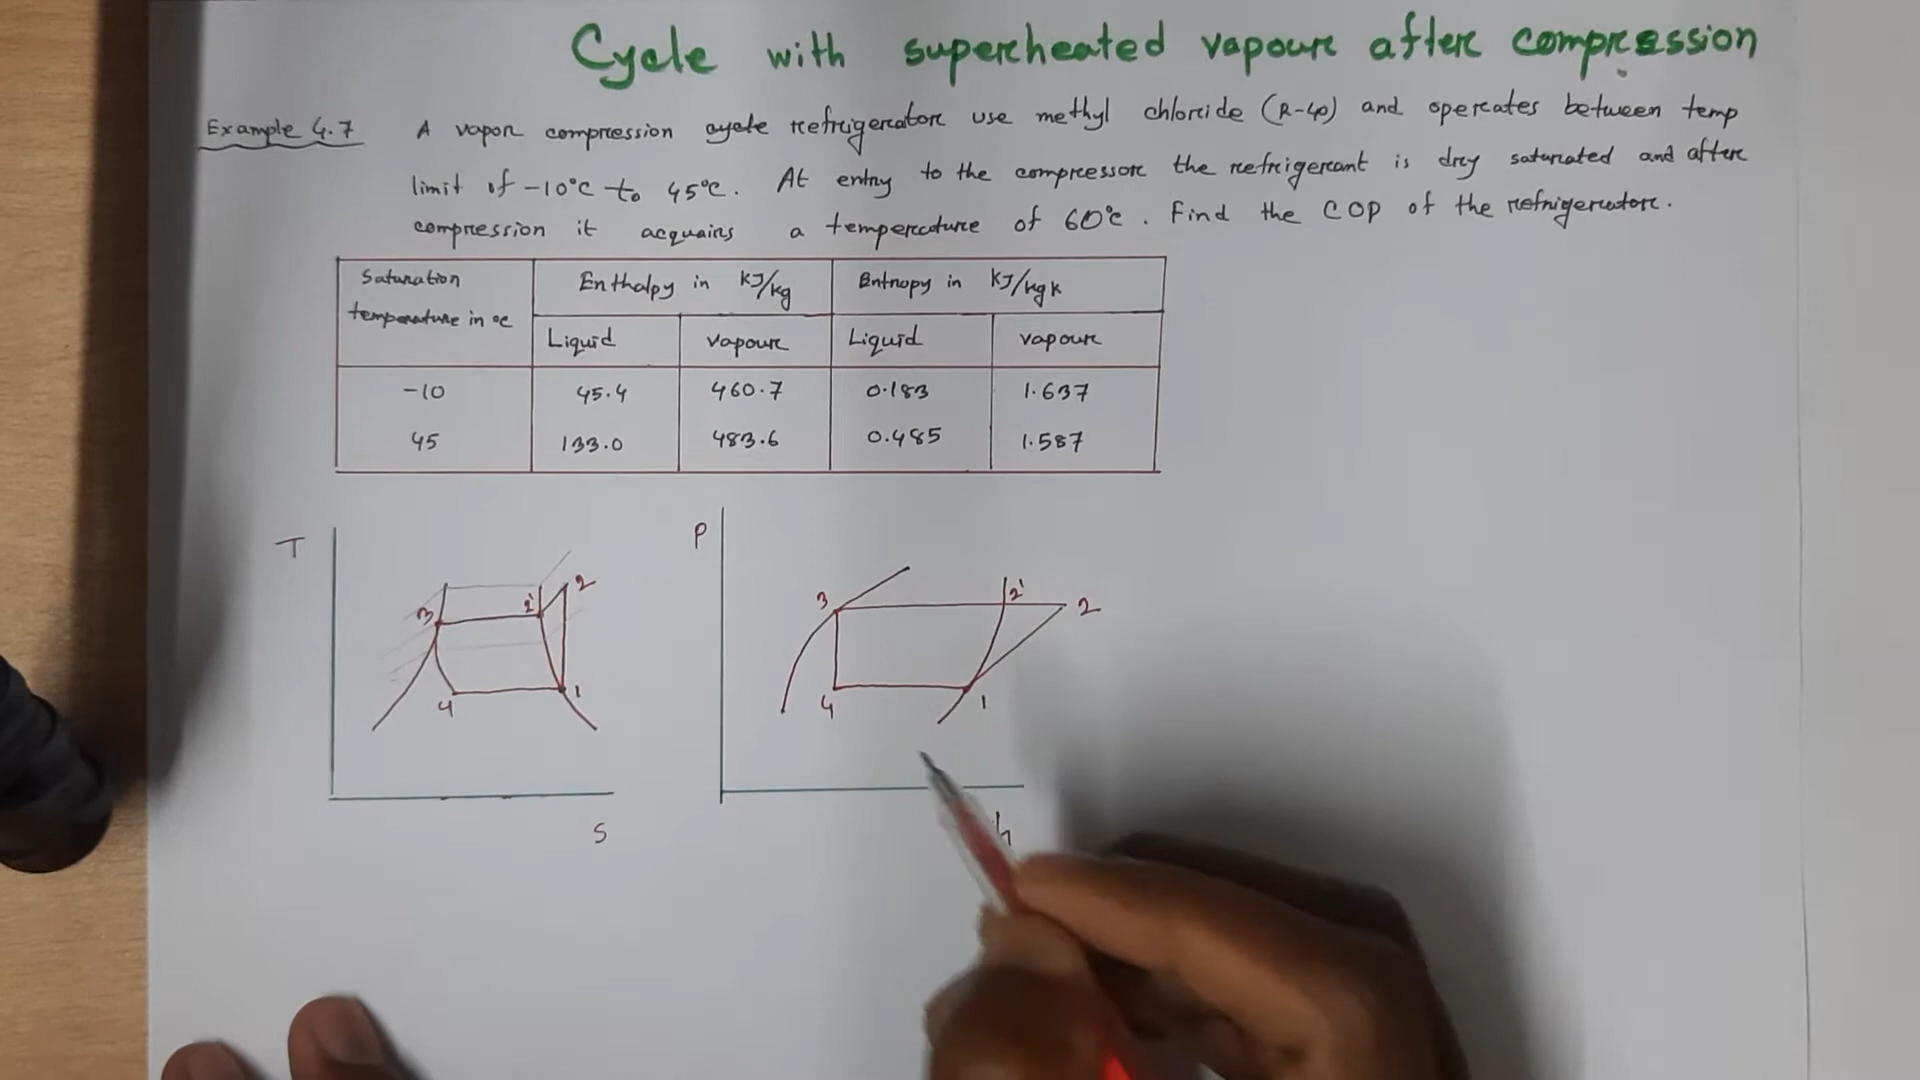 Cycle with superheated vapour after compression
Example 4.7 A vapor compression cycle refrigerator use methyl chloride (R-40) and operates between temp
limit of -10°C to 45°C. At entry to the compressor the refrigerant is dry saturated and after
compression it acquairs a temperature of 60°C. Find the COP of the refrigerator.
Saturation temperature in °C
Enthalpy in kJ/kg
Entropy in kJ/kgk
Liquid vapour Liquid vapour
-10 45.4 460.7 0.183 1.637
45 133.0 483.6 0.485 1.587
T
3 2' 2
4 1
S
P
3 2' 2
4 1
h